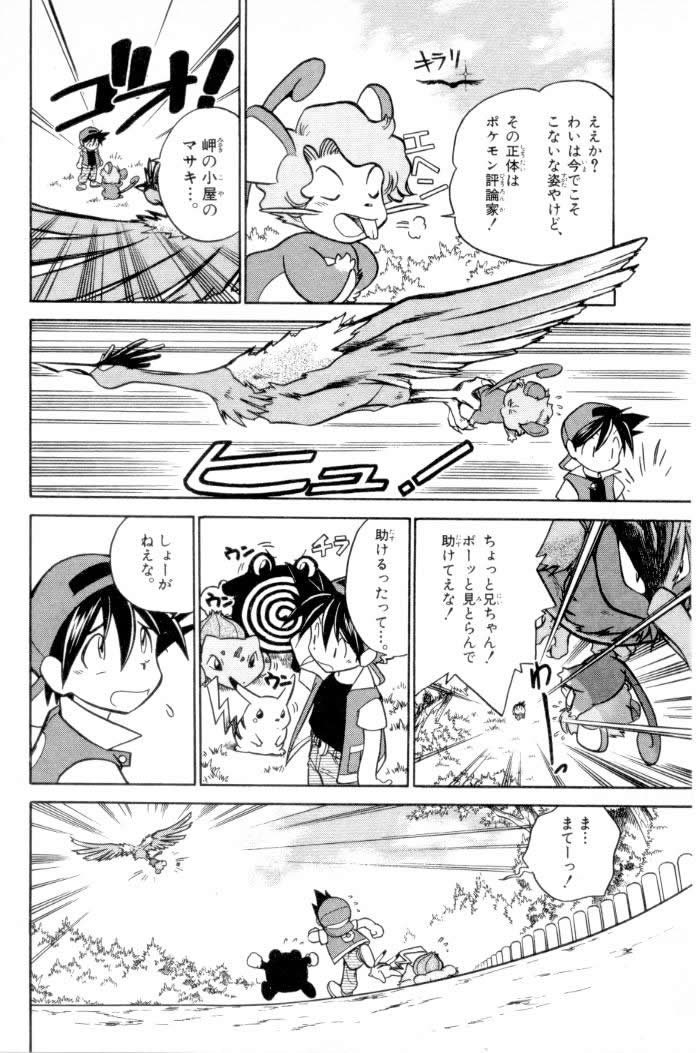 キラリ
ええか?
わいは今でこそ
こないな姿やけど、
その正体は
ポケモン評論家!
エヘン
岬の小屋の
マサキ…。
ゴオ!
ヒュー!
ちょっと兄ちゃん!
ボーッと見とらんで
助けてえな!
わーっ
助けるったって…。
チラ
ウン
ウン
ウン
しょーが
ねえな。
ま…
まてーっ!